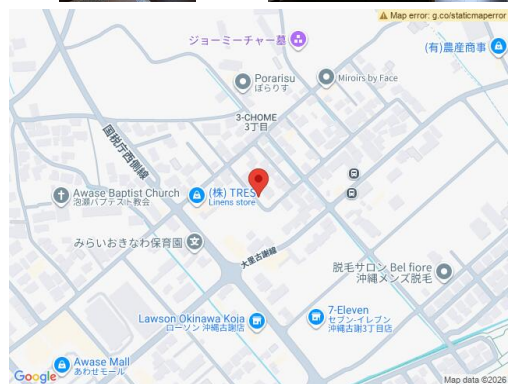 Map error: g.co/staticmaperror
ジョーミーチャー墓
(有)農産商事
Porarisu
ぽらりす
Miroirs by Face
3-CHOME
3丁目
国税庁西側線
Awase Baptist Church
泡瀬バプテスト教会
(株) TRES
Linens store
みらいおきなわ保育園
大里古謝線
脱毛サロン Bel fiore
沖縄メンズ脱毛
Lawson Okinawa Koja
ローソン 沖縄古謝店
7-Eleven
セブン-イレブン
沖縄古謝3丁目店
Awase Mall
あわせモール
Google
Map data ©2026